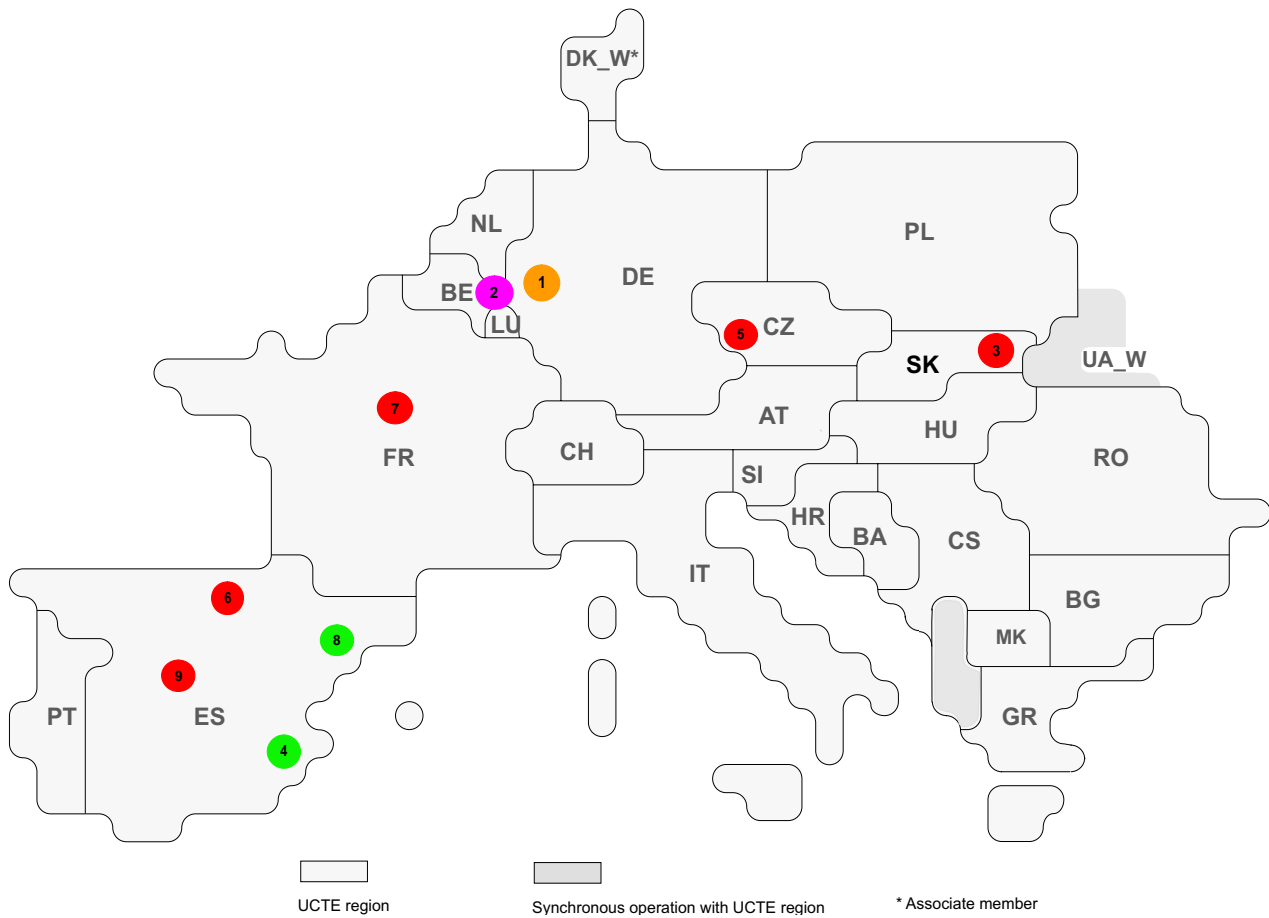 DK_W*
NL
PL
DE
1
2
BE
CZ
5
LU
3
SK
UA_W
7
AT
HU
FR
CH
RO
SI
HR
BA
CS
IT
6
BG
8
MK
9
PT
ES
GR
4
UCTE region
Synchronous operation with UCTE region
* Associate member